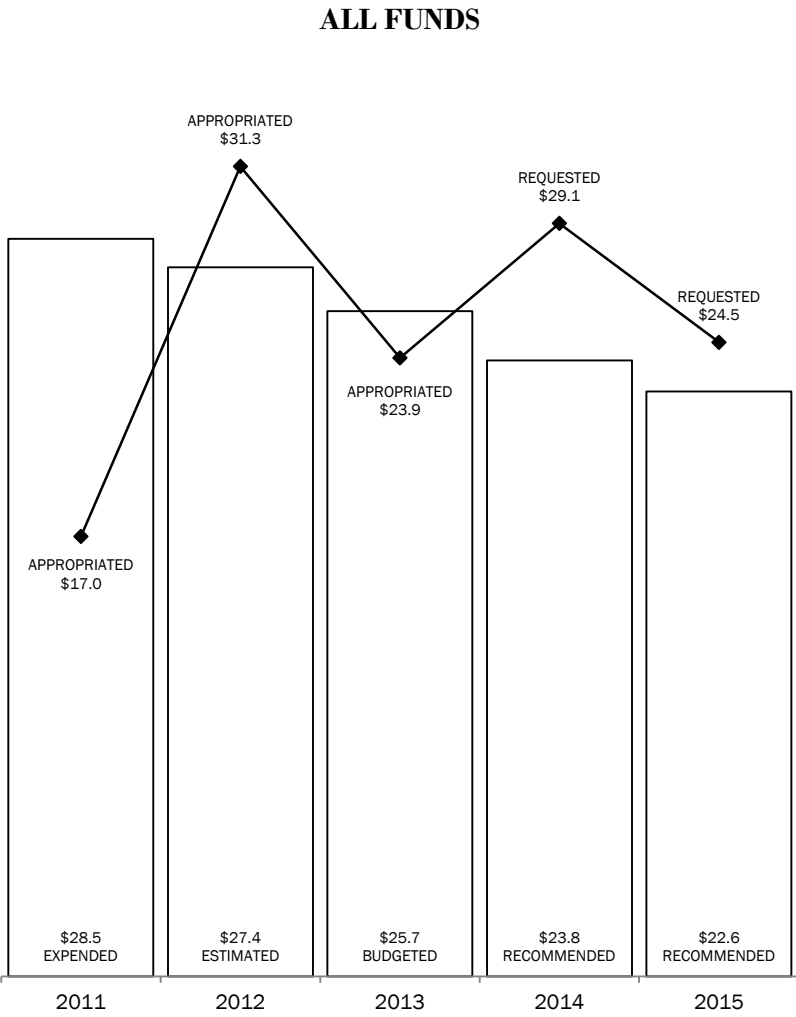 ALL FUNDS
APPROPRIATED
$31.3
REQUESTED
$29.1
REQUESTED
$24.5
APPROPRIATED
$23.9
APPROPRIATED
$17.0
$28.5
EXPENDED
$27.4
ESTIMATED
$25.7
BUDGETED
$23.8
RECOMMENDED
$22.6
RECOMMENDED
2011
2012
2013
2014
2015